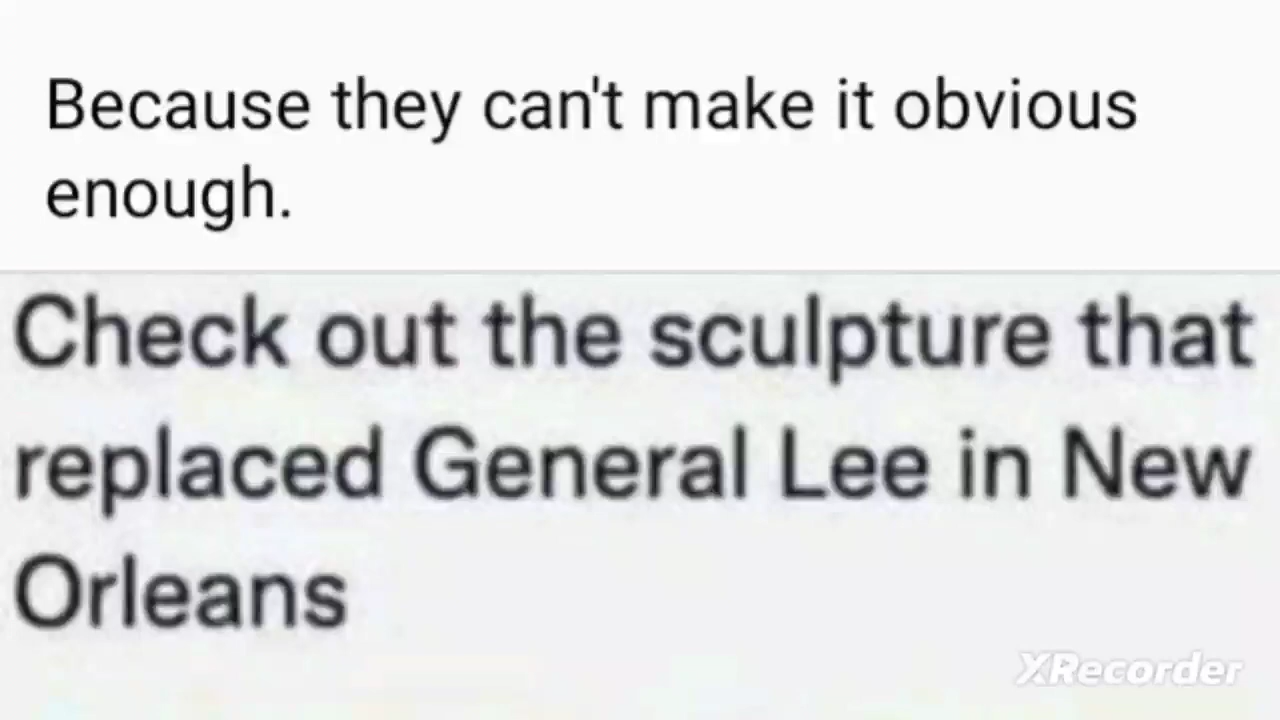 Because they can't make it obvious
enough.
Check out the sculpture that
replaced General Lee in New
Orleans
XRecorder